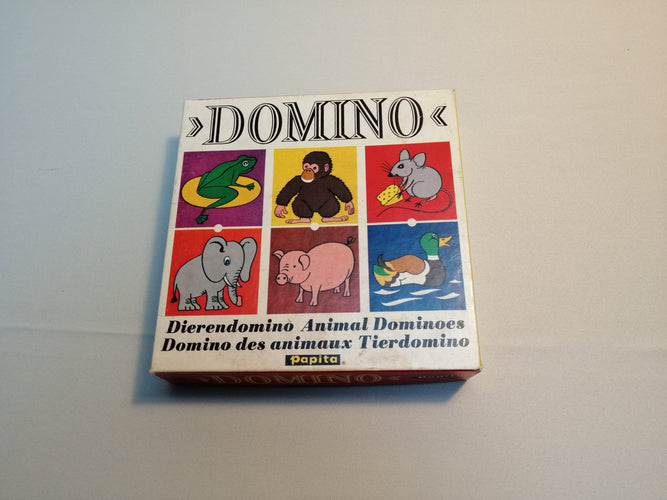 »DOMINO«
Dierendomino Animal Dominoes
Domino des animaux Tierdomino
Papita®
»DOMINO«